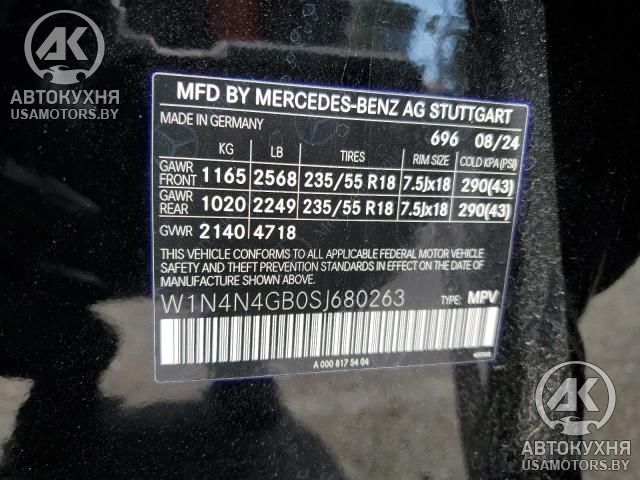 AK
АВТОКУХНЯ
USAMOTORS.BY
MFD BY MERCEDES-BENZ AG STUTTGART
MADE IN GERMANY 696 08/24
KG LB TIRES RIM SIZE COLD KPA(PSI)
GAWR FRONT 1165 2568 235/55 R18 7.5Jx18 290(43)
GAWR REAR 1020 2249 235/55 R18 7.5Jx18 290(43)
GVWR 2140 4718
THIS VEHICLE CONFORMS TO ALL APPLICABLE FEDERAL MOTOR VEHICLE
SAFETY AND THEFT PREVENTION STANDARDS IN EFFECT ON THE DATE OF
MANUFACTURE SHOWN ABOVE.
W1N4N4GB0SJ680263 TYPE: MPV
A 000 817 54 04
AK
АВТОКУХНЯ
USAMOTORS.BY